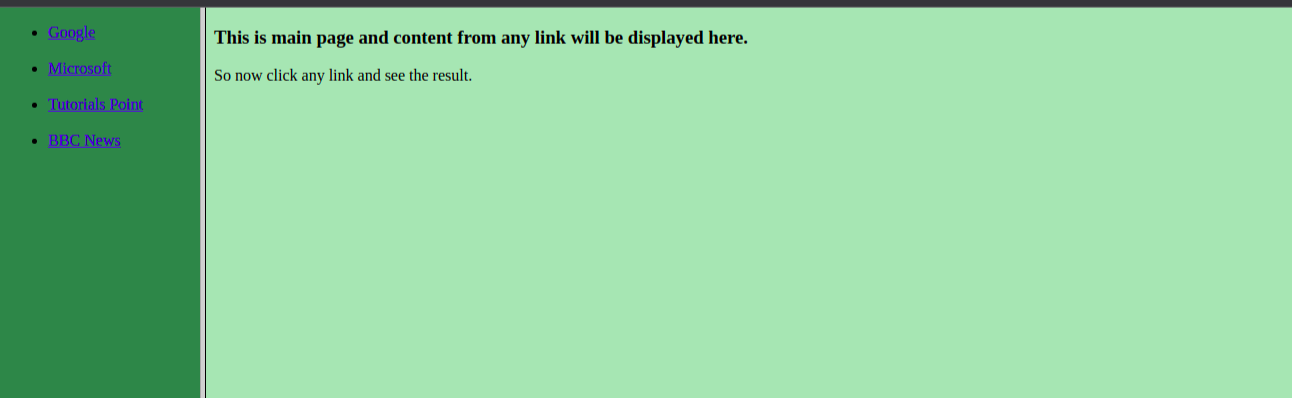 Google
Microsoft
Tutorials Point
BBC News
This is main page and content from any link will be displayed here.
So now click any link and see the result.